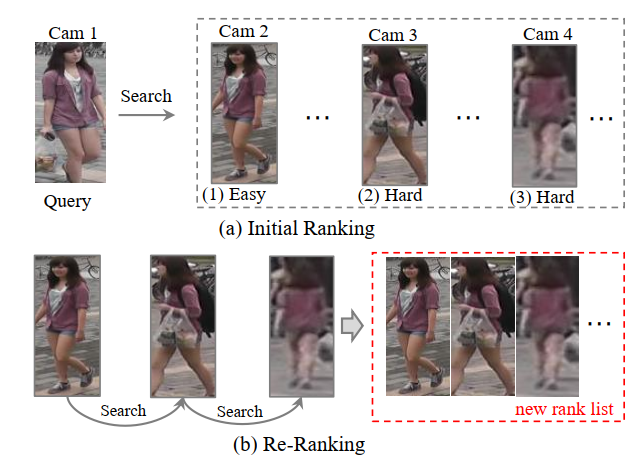 Cam 1
Cam 2
Cam 3
Cam 4
Search
...
...
...
(1) Easy
(2) Hard
(3) Hard
Query
(a) Initial Ranking
...
Search
Search
new rank list
(b) Re-Ranking